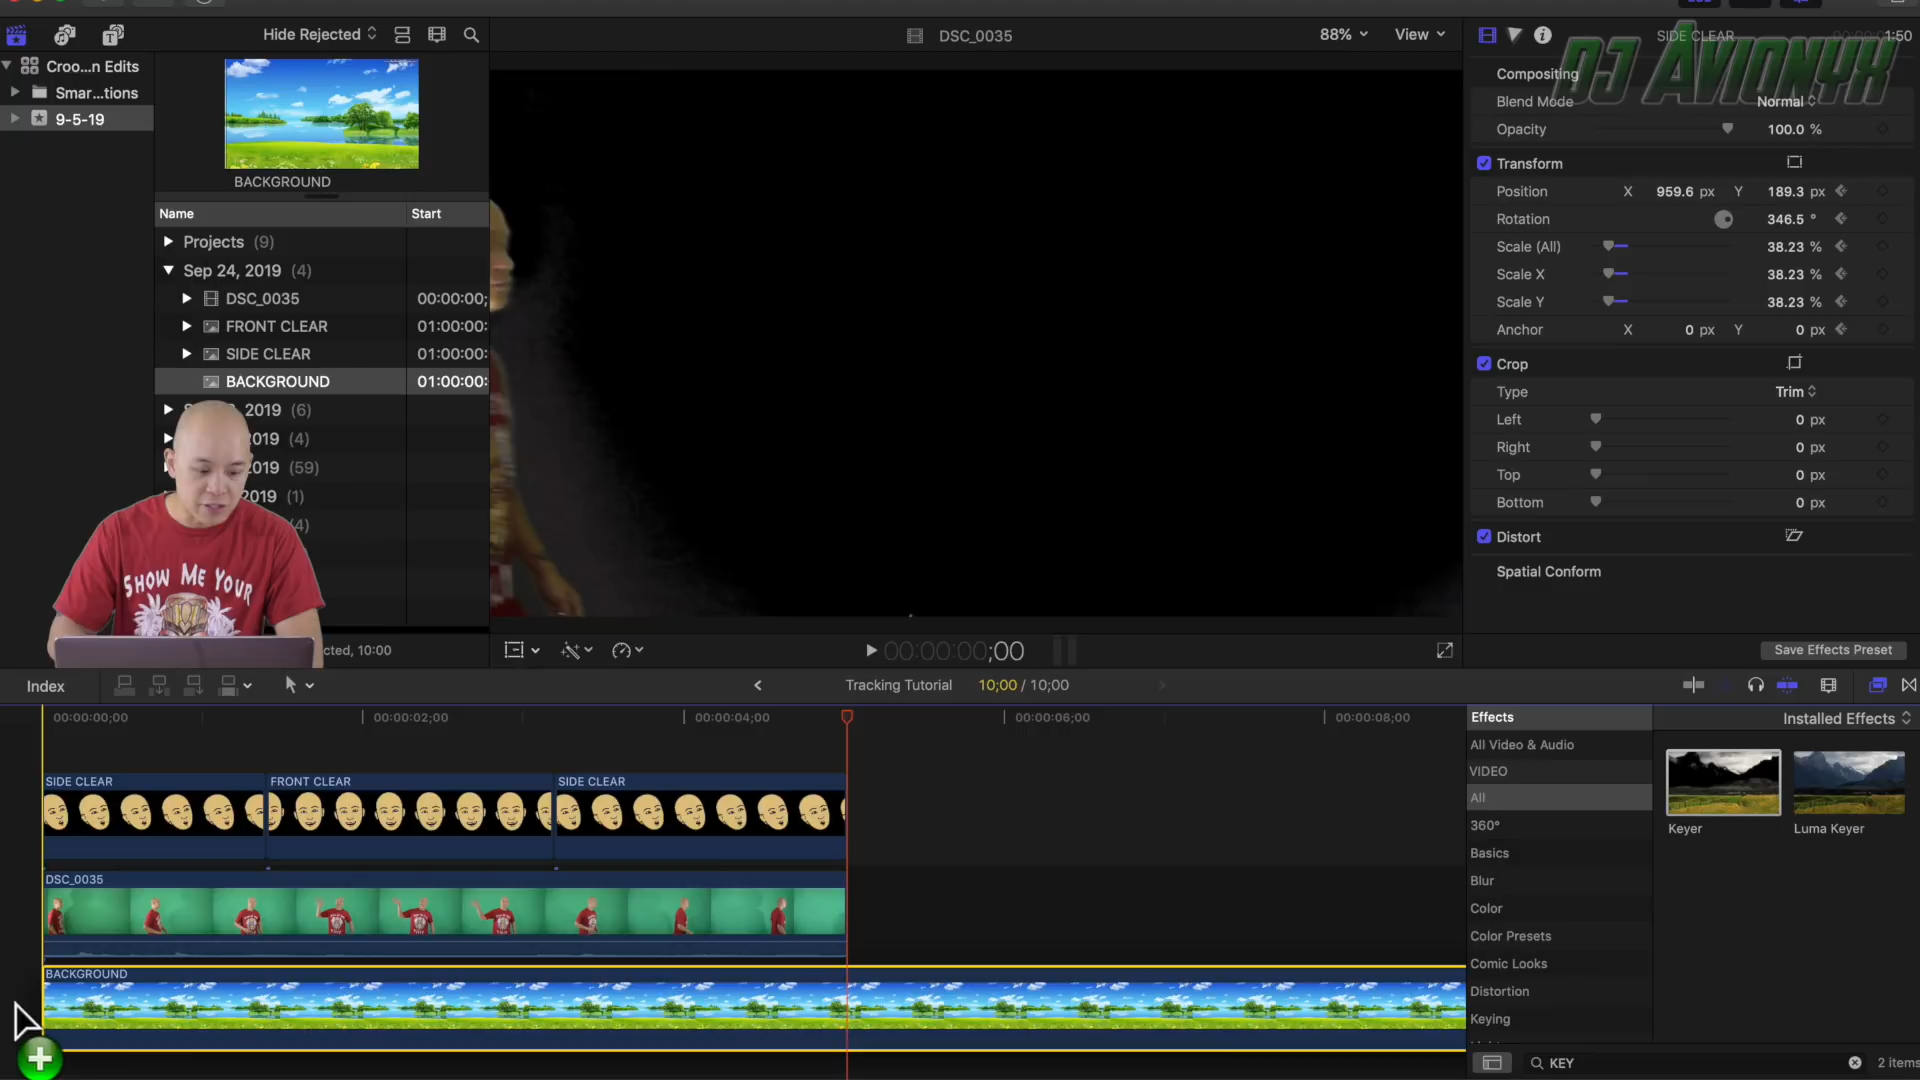 Hide Rejected
DSC_0035
88%
View
SIDE CLEAR
1:50
DJ AVIONYX
Croo...n Edits
Smar...tions
9-5-19
BACKGROUND
Name
Start
Projects (9)
Sep 24, 2019 (4)
DSC_0035
00:00:00;
FRONT CLEAR
01:00:00:
SIDE CLEAR
01:00:00:
BACKGROUND
01:00:00:
2019 (6)
019 (4)
019 (59)
2019 (1)
(4)
SHOW ME YOUR
cted, 10:00
Compositing
Blend Mode
Normal
Opacity
100.0 %
Transform
Position X 959.6 px Y 189.3 px
Rotation 346.5 °
Scale (All) 38.23 %
Scale X 38.23 %
Scale Y 38.23 %
Anchor X 0 px Y 0 px
Crop
Type Trim
Left 0 px
Right 0 px
Top 0 px
Bottom 0 px
Distort
Spatial Conform
00:00:00;00
Save Effects Preset
Index
Tracking Tutorial
10;00 / 10;00
00:00:00;00
00:00:02;00
00:00:04;00
00:00:06;00
00:00:08;00
SIDE CLEAR
FRONT CLEAR
SIDE CLEAR
DSC_0035
BACKGROUND
Effects
Installed Effects
All Video & Audio
VIDEO
All
360°
Basics
Blur
Color
Color Presets
Comic Looks
Distortion
Keying
Keyer
Luma Keyer
KEY
2 items